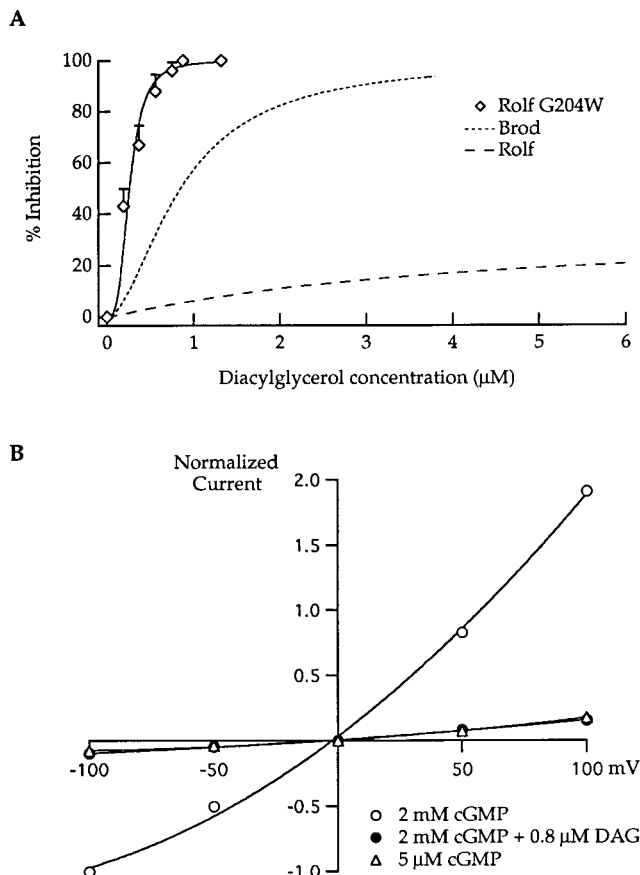 A
100
80
60
40
20
0
% Inhibition
Rolf G204W
Brod
Rolf
0 1 2 3 4 5 6
Diacylglycerol concentration (μM)
B
Normalized
Current
2.0
1.5
1.0
0.5
-100 -50 50 100 mV
-0.5
-1.0
2 mM cGMP
2 mM cGMP + 0.8 μM DAG
5 μM cGMP